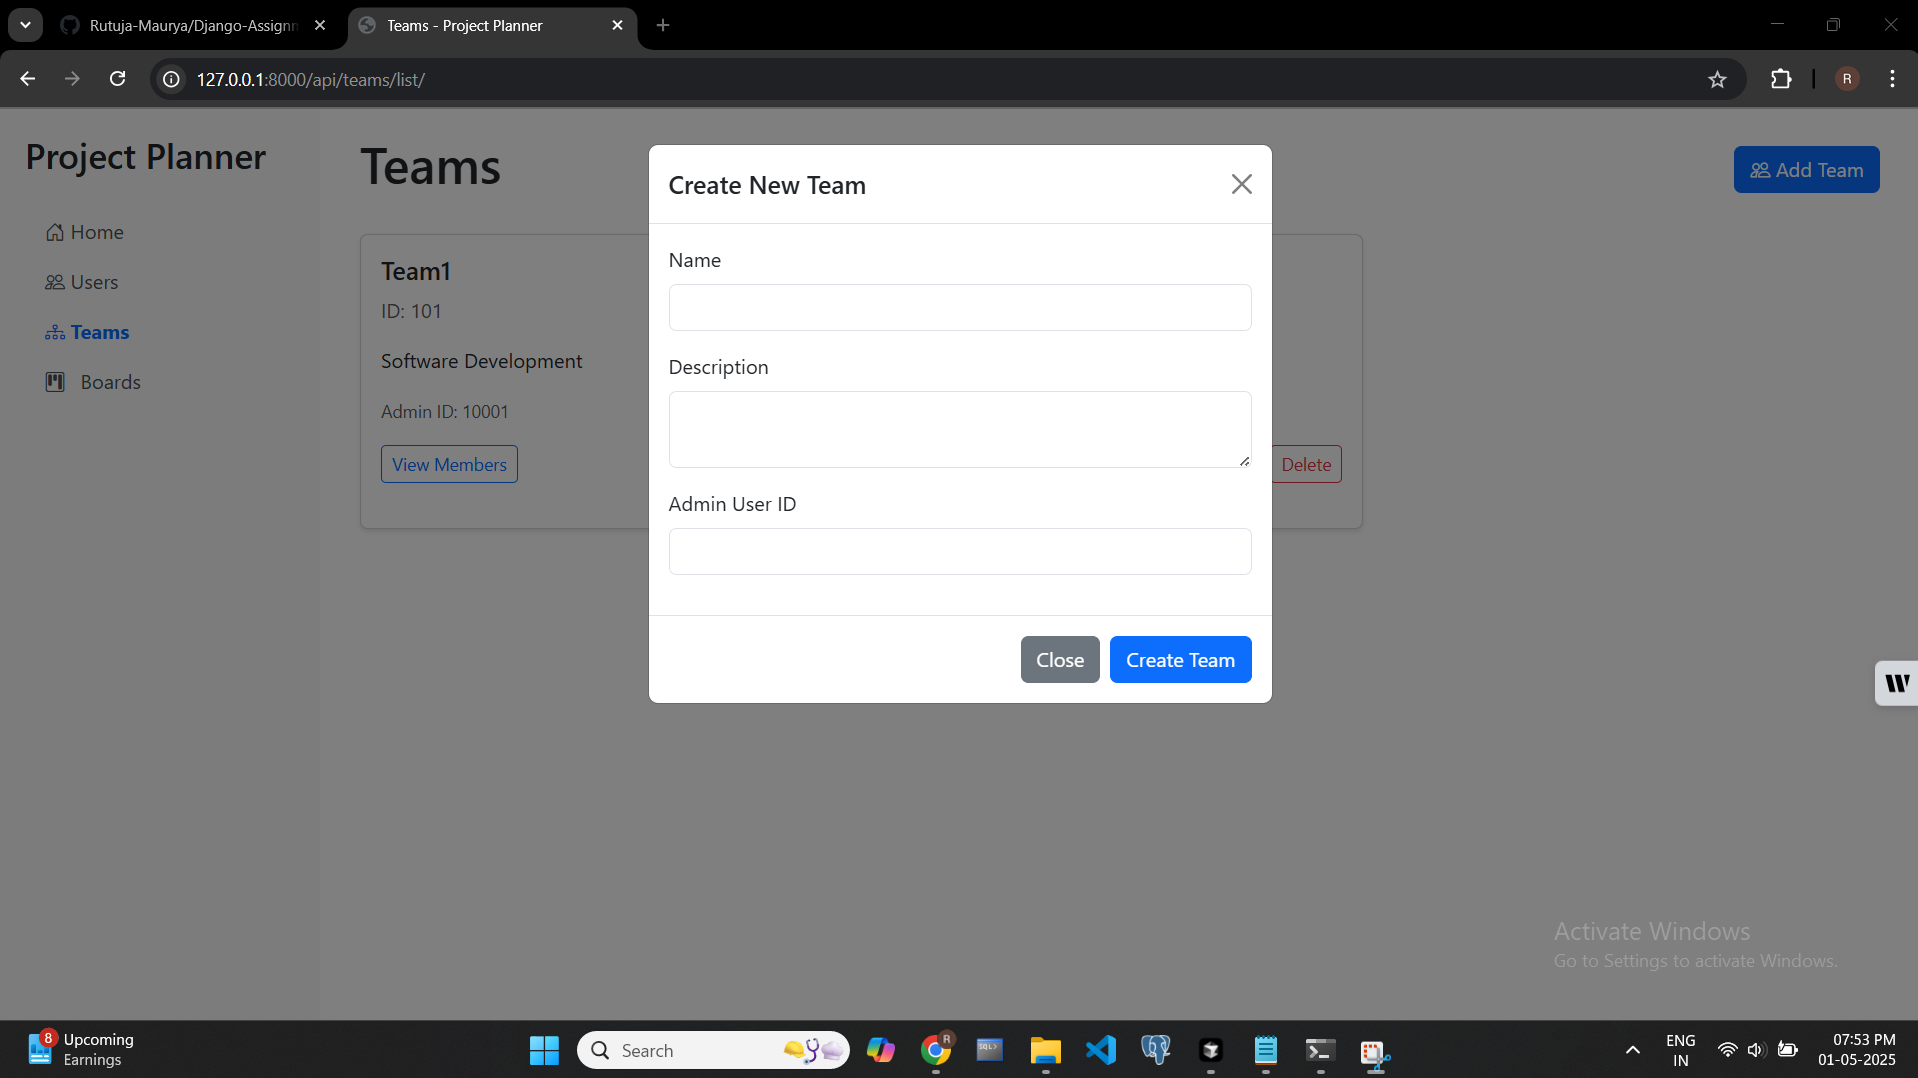 Rutuja-Maurya/Django-Assignm
Teams - Project Planner
127.0.0.1:8000/api/teams/list/
R
Project Planner
Home
Users
Teams
Boards
Teams
Add Team
Team1
ID: 101
Software Development
Admin ID: 10001
View Members
Delete
Create New Team
Name
Description
Admin User ID
Close
Create Team
W
Activate Windows
Go to Settings to activate Windows.
8
Upcoming
Earnings
Search
R
SQL>
ENG
IN
07:53 PM
01-05-2025